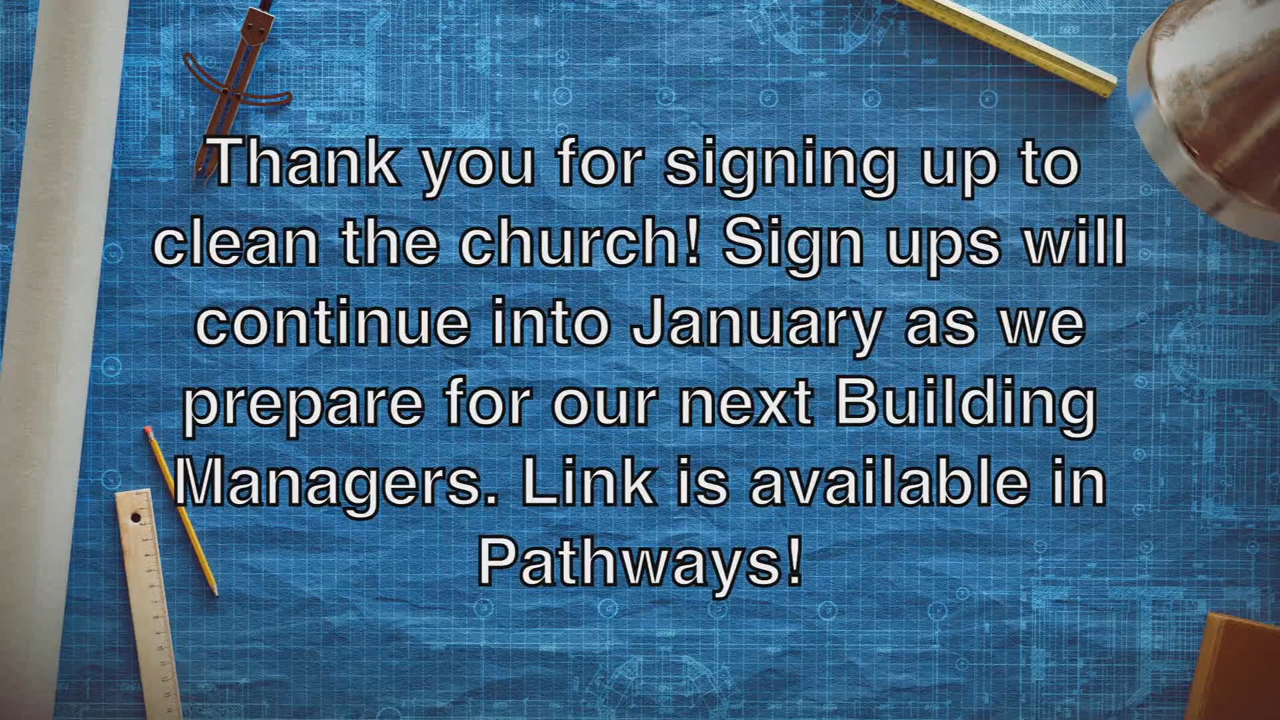 Thank you for signing up to
clean the church! Sign ups will
continue into January as we
prepare for our next Building
Managers. Link is available in
Pathways!